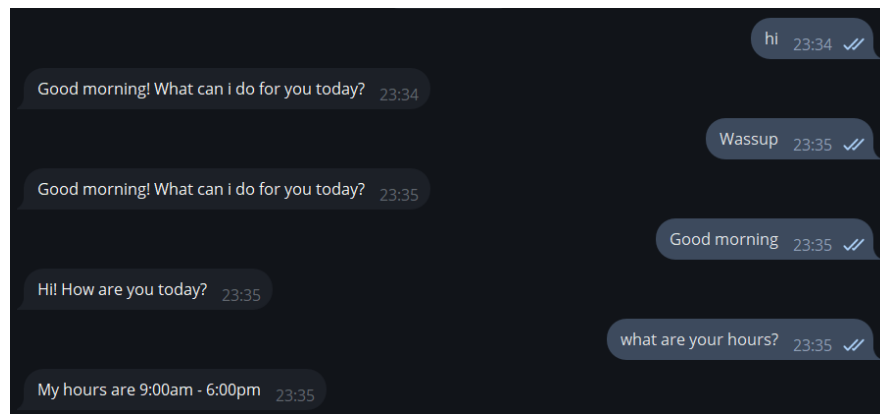 hi 23:34
Good morning! What can i do for you today? 23:34
Wassup 23:35
Good morning! What can i do for you today? 23:35
Good morning 23:35
Hi! How are you today? 23:35
what are your hours? 23:35
My hours are 9:00am - 6:00pm 23:35